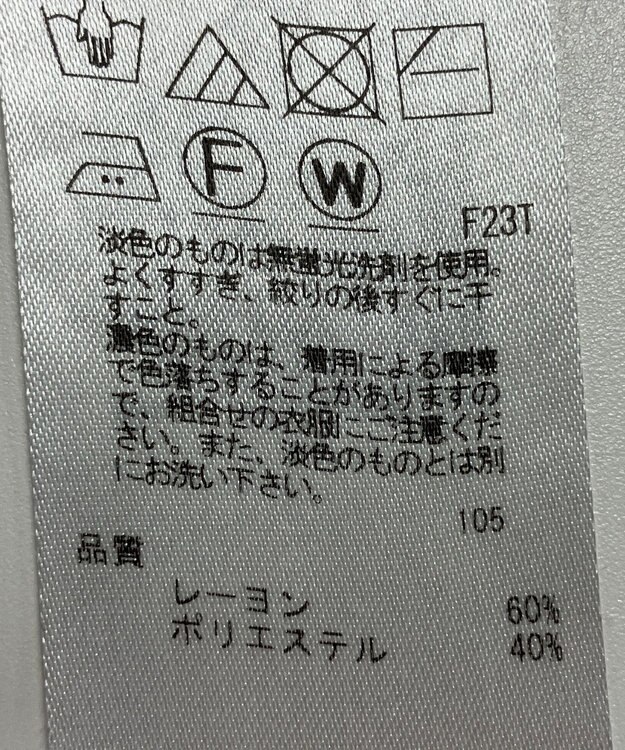 F
W
F23T
淡色のものは無蛍光洗剤を使用。
よくすすぎ、絞りの後すぐに干
すこと。
濃色のものは、着用による摩擦
で色落ちすることがありますの
で、組合せの衣服にご注意くだ
さい。また、淡色のものとは別
にお洗い下さい。
105
品質
レーヨン 60%
ポリエステル 40%